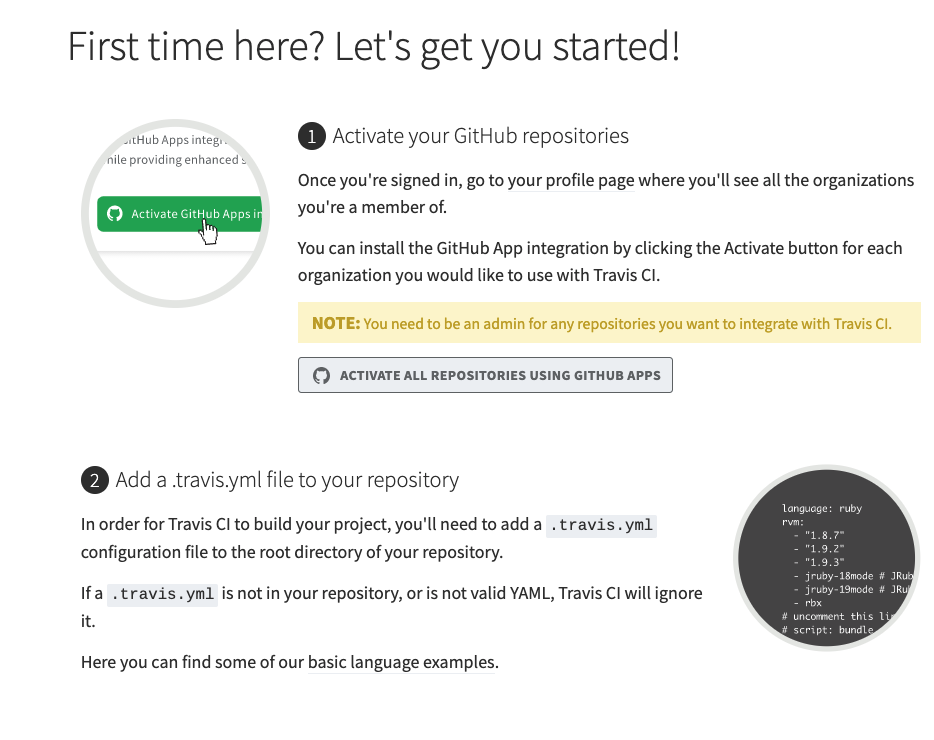 First time here? Let's get you started!
GitHub Apps integr
while providing enhanced s
Activate GitHub Apps in
1 Activate your GitHub repositories
Once you're signed in, go to your profile page where you'll see all the organizations
you're a member of.
You can install the GitHub App integration by clicking the Activate button for each
organization you would like to use with Travis CI.
NOTE: You need to be an admin for any repositories you want to integrate with Travis CI.
ACTIVATE ALL REPOSITORIES USING GITHUB APPS
2 Add a .travis.yml file to your repository
In order for Travis CI to build your project, you'll need to add a .travis.yml
configuration file to the root directory of your repository.
If a .travis.yml is not in your repository, or is not valid YAML, Travis CI will ignore
it.
Here you can find some of our basic language examples.
language: ruby
rvm:
- "1.8.7"
- "1.9.2"
- "1.9.3"
- jruby-18mode # JRub
- jruby-19mode # JRu
- rbx
# uncomment this li
# script: bundle